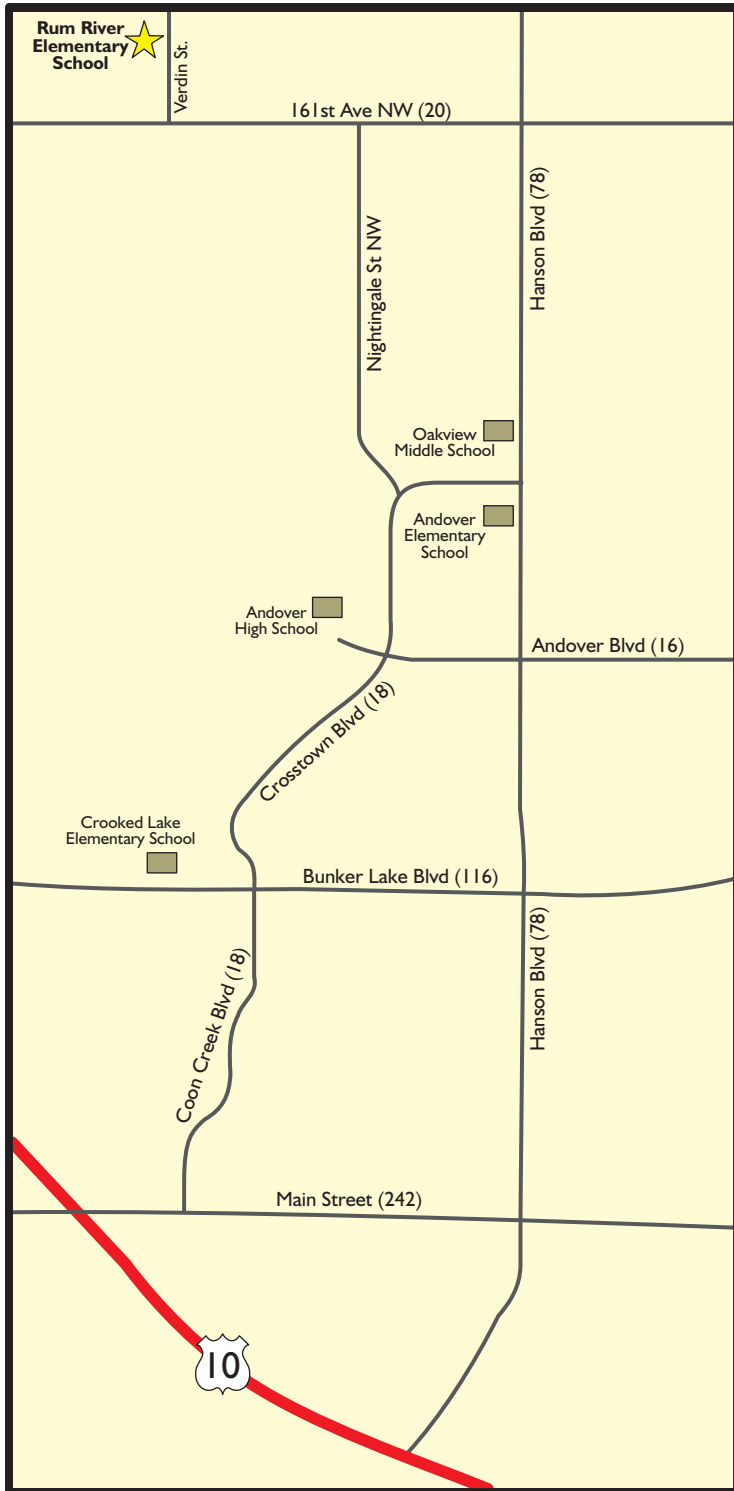 Rum River
Elementary
School
Verdin St.
161st Ave NW (20)
Hanson Blvd (78)
Nightingale St NW
Oakview
Middle School
Andover
Elementary
School
Andover
High School
Andover Blvd (16)
Crosstown Blvd (18)
Crooked Lake
Elementary School
Bunker Lake Blvd (116)
Hanson Blvd (78)
Coon Creek Blvd (18)
Main Street (242)
10